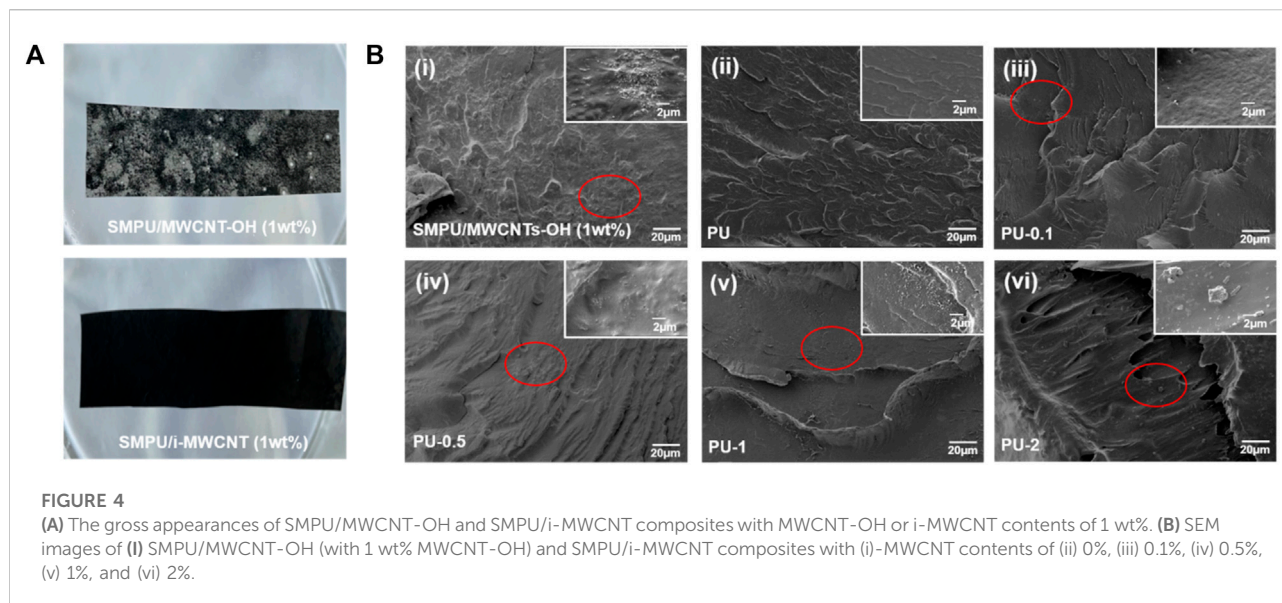 A
B
SMPU/MWCNT-OH (1wt%)
SMPU/i-MWCNT (1wt%)
(i)
2μm
SMPU/MWCNTs-OH (1wt%)
20μm
(ii)
2μm
PU
20μm
(iii)
2μm
PU-0.1
20μm
(iv)
2μm
PU-0.5
20μm
(v)
2μm
PU-1
20μm
(vi)
2μm
PU-2
20μm
FIGURE 4
(A) The gross appearances of SMPU/MWCNT-OH and SMPU/i-MWCNT composites with MWCNT-OH or i-MWCNT contents of 1 wt%. (B) SEM
images of (I) SMPU/MWCNT-OH (with 1 wt% MWCNT-OH) and SMPU/i-MWCNT composites with (i)-MWCNT contents of (ii) 0%, (iii) 0.1%, (iv) 0.5%,
(v) 1%, and (vi) 2%.